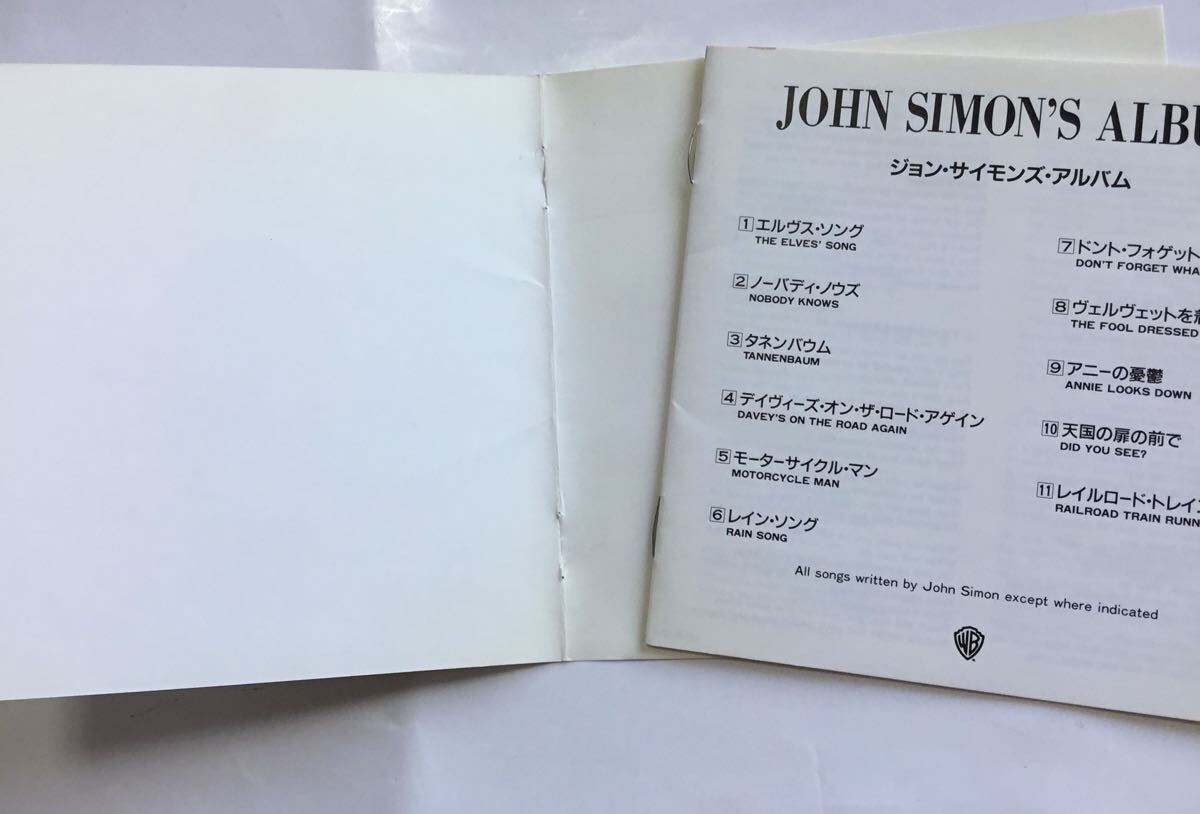 JOHN SIMON'S ALBU
ジョン・サイモンズ・アルバム
1 エルヴス・ソング
THE ELVES' SONG
2 ノーバディ・ノウズ
NOBODY KNOWS
3 タネンバウム
TANNENBAUM
4 デイヴィーズ・オン・ザ・ロード・アゲイン
DAVEY'S ON THE ROAD AGAIN
5 モーターサイクル・マン
MOTORCYCLE MAN
6 レイン・ソング
RAIN SONG
7 ドント・フォゲット
DON'T FORGET WHA
8 ヴェルヴェットを
THE FOOL DRESSED
9 アニーの憂鬱
ANNIE LOOKS DOWN
10 天国の扉の前で
DID YOU SEE?
11 レイルロード・トレイン
RAILROAD TRAIN RUNN
All songs written by John Simon except where indicated
WB